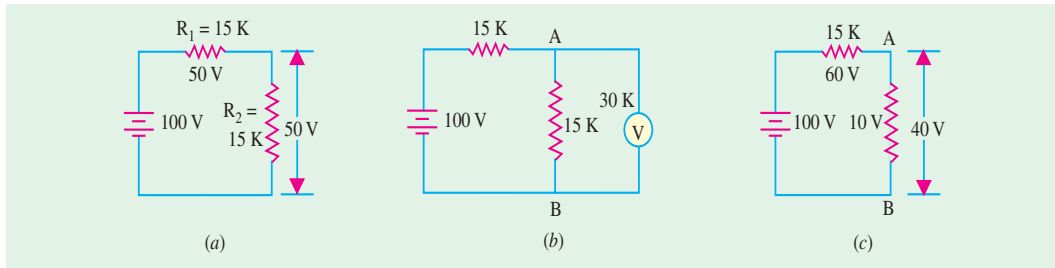 R1 = 15 K
50 V
100 V
R2 =
15 K
50 V
(a)
15 K
A
100 V
15 K
30 K
V
B
(b)
15 K
A
60 V
100 V
10 V
40 V
B
(c)